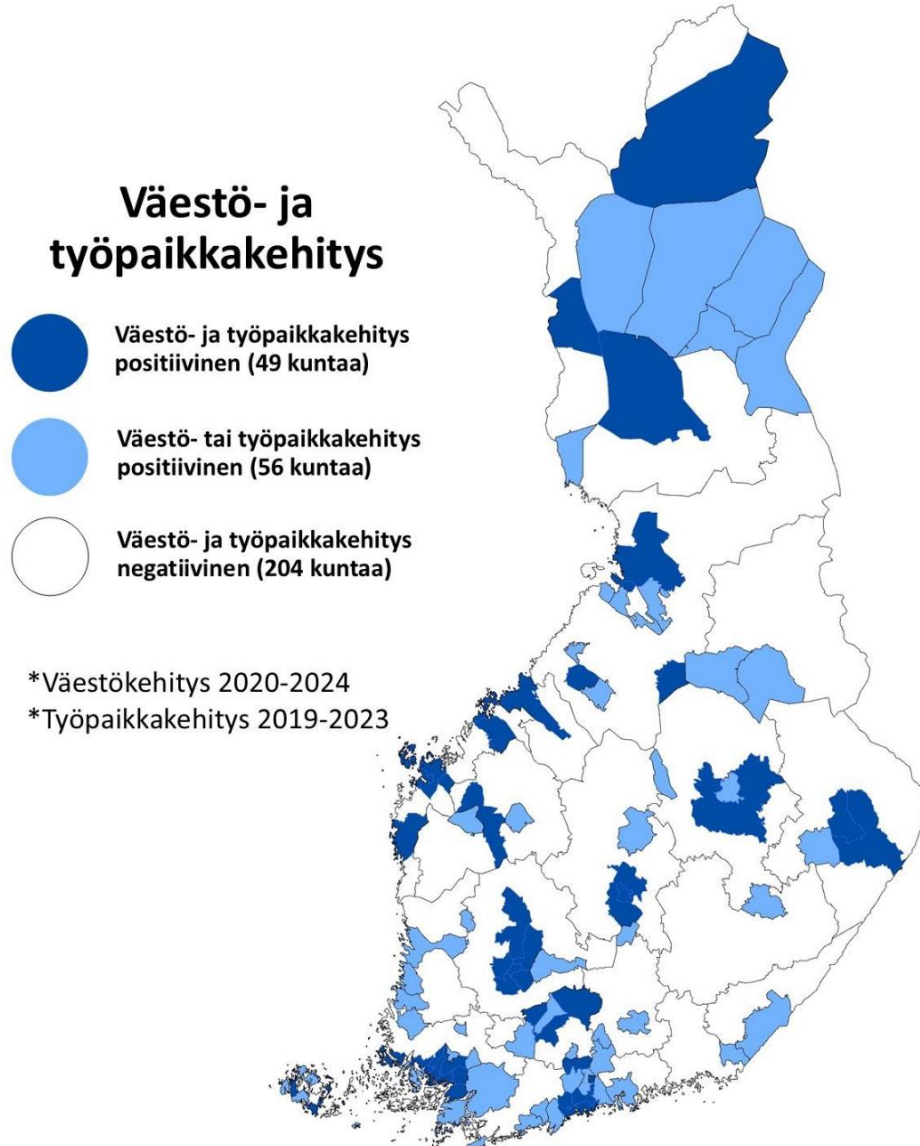 Väestö- ja
työpaikkakehitys
Väestö- ja työpaikkakehitys
positiivinen (49 kuntaa)
Väestö- tai työpaikkakehitys
positiivinen (56 kuntaa)
Väestö- ja työpaikkakehitys
negatiivinen (204 kuntaa)
*Väestökehitys 2020-2024
*Työpaikkakehitys 2019-2023